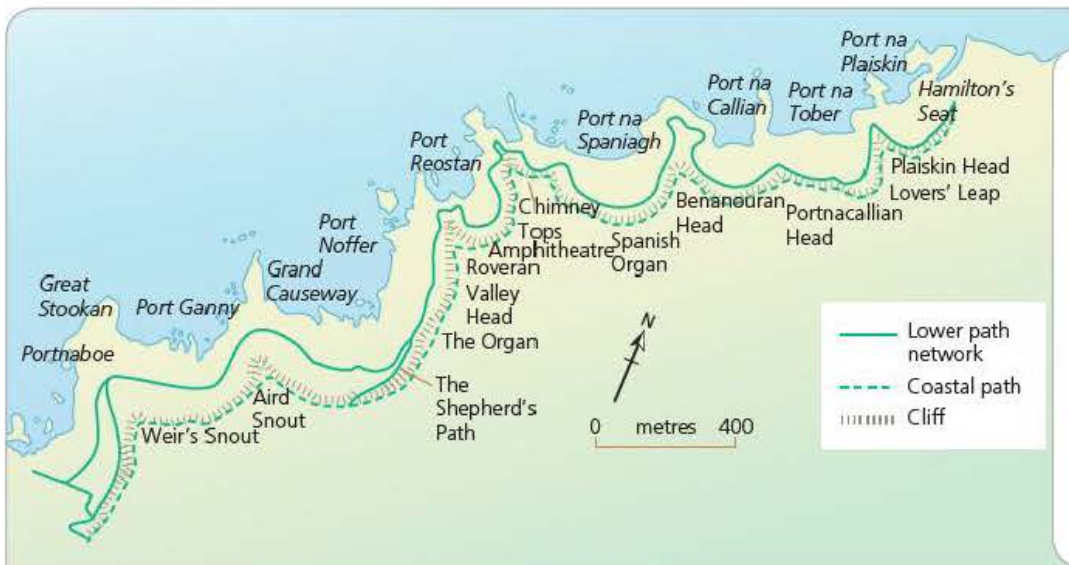 Port na
Plaiskin
Hamilton's
Seat
Port na
Callian
Port na
Tober
Port na
Spaniagh
Port
Reostan
Plaiskin Head
Lovers' Leap
Benanouran
Head
Portnacallian
Head
Chimney
Tops
Amphitheatre
Spanish
Organ
Port
Noffer
Grand
Causeway
Roveran
Valley
Head
The Organ
Great
Stookan
Port Ganny
Portnaboe
The
Shepherd's
Path
Aird
Snout
Weir's Snout
N
0 metres 400
Lower path
network
Coastal path
Cliff